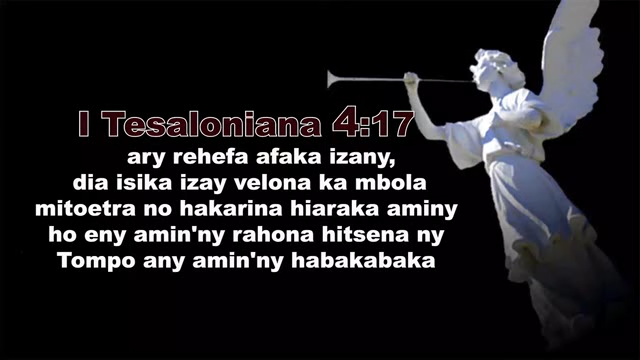 I Tesaloniana 4:17
ary rehefa afaka izany,
dia isika izay velona ka mbola
mitoetra no hakarina hiaraka aminy
ho eny amin'ny rahona hitsena ny
Tompo any amin'ny habakabaka